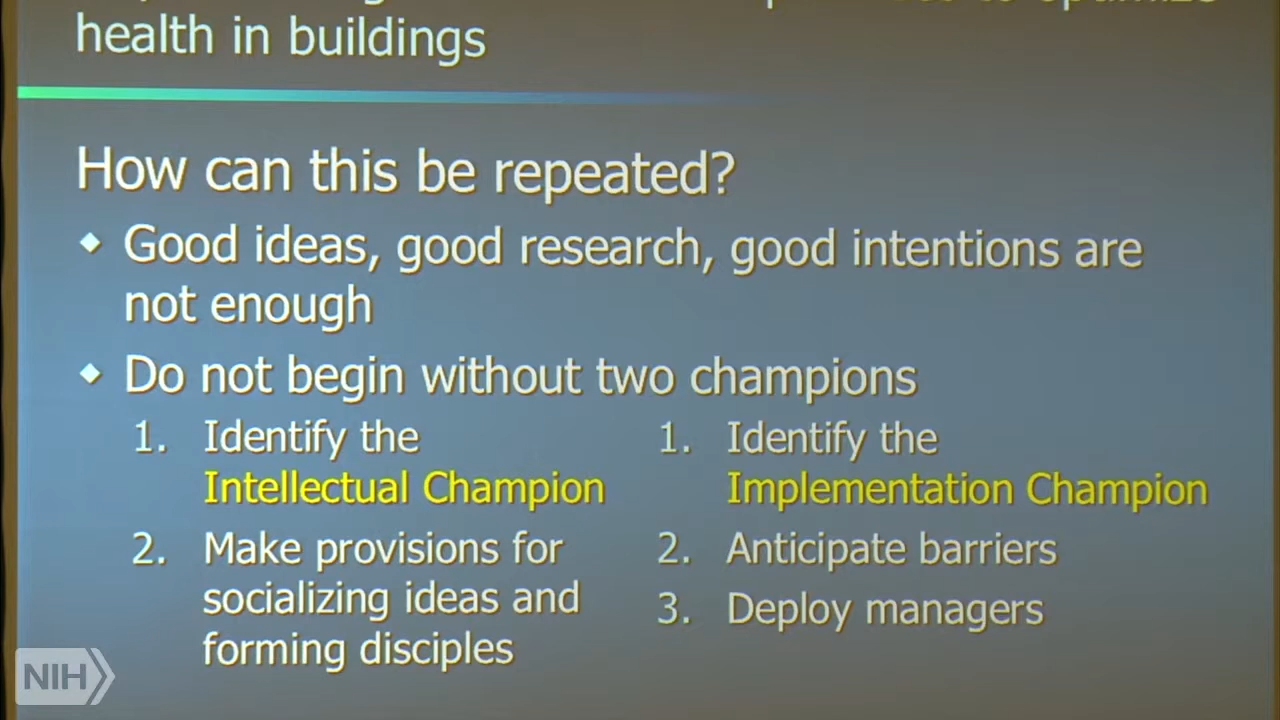 health in buildings
How can this be repeated?
Good ideas, good research, good intentions are
not enough
Do not begin without two champions
1. Identify the
Intellectual Champion
2. Make provisions for
socializing ideas and
forming disciples
1. Identify the
Implementation Champion
2. Anticipate barriers
3. Deploy managers
NIH